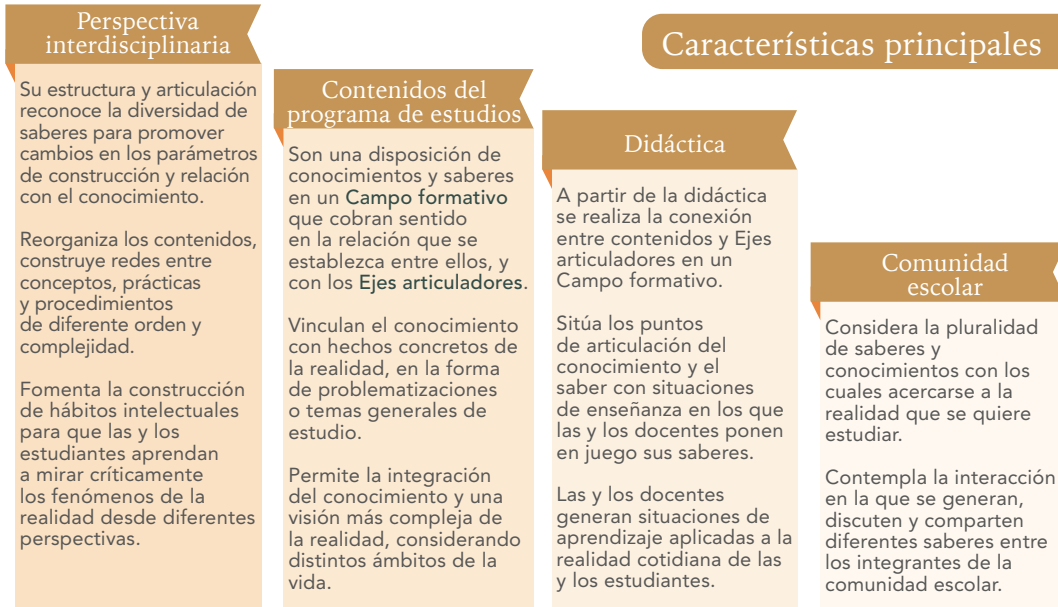 Características principales
Perspectiva
interdisciplinaria
Su estructura y articulación
reconoce la diversidad de
saberes para promover
cambios en los parámetros
de construcción y relación
con el conocimiento.
Reorganiza los contenidos,
construye redes entre
conceptos, prácticas
y procedimientos
de diferente orden y
complejidad.
Fomenta la construcción
de hábitos intelectuales
para que las y los
estudiantes aprendan
a mirar críticamente
los fenómenos de la
realidad desde diferentes
perspectivas.
Contenidos del
programa de estudios
Son una disposición de
conocimientos y saberes
en un Campo formativo
que cobran sentido
en la relación que se
establezca entre ellos, y
con los Ejes articuladores.
Vinculan el conocimiento
con hechos concretos de
la realidad, en la forma
de problematizaciones
o temas generales de
estudio.
Permite la integración
del conocimiento y una
visión más compleja de
la realidad, considerando
distintos ámbitos de la
vida.
Didáctica
A partir de la didáctica
se realiza la conexión
entre contenidos y Ejes
articuladores en un
Campo formativo.
Sitúa los puntos
de articulación del
conocimiento y el
saber con situaciones
de enseñanza en los que
las y los docentes ponen
en juego sus saberes.
Las y los docentes
generan situaciones de
aprendizaje aplicadas a la
realidad cotidiana de las
y los estudiantes.
Comunidad
escolar
Considera la pluralidad
de saberes y
conocimientos con los
cuales acercarse a la
realidad que se quiere
estudiar.
Contempla la interacción
en la que se generan,
discuten y comparten
diferentes saberes entre
los integrantes de la
comunidad escolar.